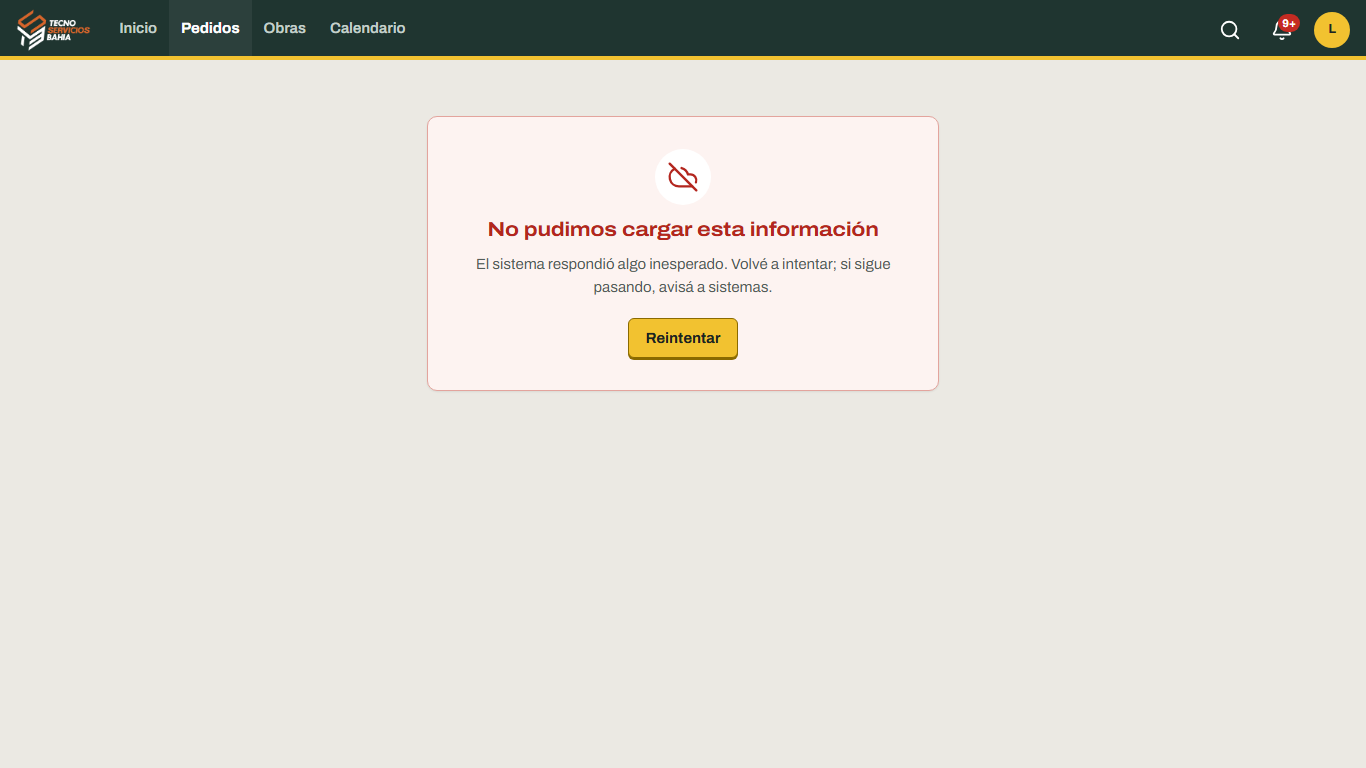 TECNO
SERVICIOS
BAHIA
Inicio
Pedidos
Obras
Calendario
9+
L
No pudimos cargar esta información
El sistema respondió algo inesperado. Volvé a intentar; si sigue
pasando, avisá a sistemas.
Reintentar